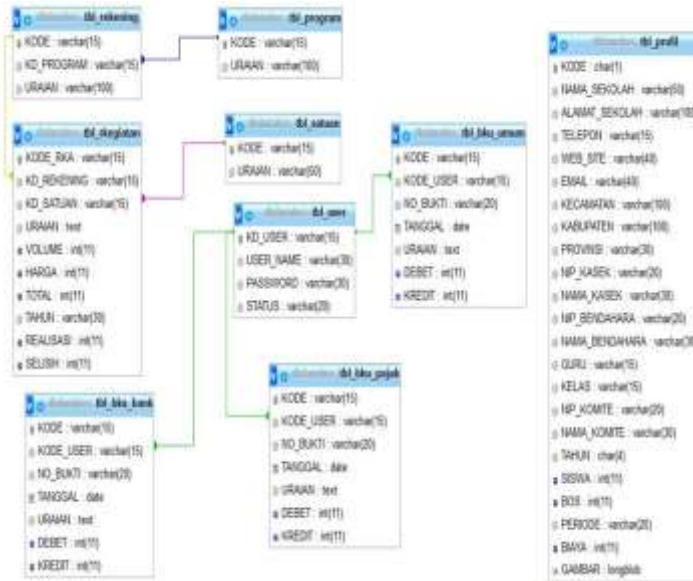 tbl_rekening
KODE : varchar(15)
KD_PROGRAM : varchar(15)
URAIAN : varchar(100)
tbl_program
KODE : varchar(15)
URAIAN : varchar(100)
tbl_rkegiatan
KODE_RKA : varchar(15)
KD_REKENING : varchar(15)
KD_SATUAN : varchar(15)
URAIAN : text
VOLUME : int(11)
HARGA : int(11)
TOTAL : int(11)
TAHUN : varchar(30)
REALISASI : int(11)
SELISIH : int(11)
tbl_satuan
KODE : varchar(15)
URAIAN : varchar(50)
tbl_user
KD_USER : varchar(15)
USER_NAME : varchar(30)
PASSWORD : varchar(30)
STATUS : varchar(20)
tbl_bku_umum
KODE : varchar(15)
KODE_USER : varchar(15)
NO_BUKTI : varchar(20)
TANGGAL : date
URAIAN : text
DEBET : int(11)
KREDIT : int(11)
tbl_bku_bank
KODE : varchar(15)
KODE_USER : varchar(15)
NO_BUKTI : varchar(20)
TANGGAL : date
URAIAN : text
DEBET : int(11)
KREDIT : int(11)
tbl_bku_pajak
KODE : varchar(15)
KODE_USER : varchar(15)
NO_BUKTI : varchar(20)
TANGGAL : date
URAIAN : text
DEBET : int(11)
KREDIT : int(11)
tbl_profil
KODE : char(1)
NAMA_SEKOLAH : varchar(50)
ALAMAT_SEKOLAH : varchar(100
TELEPON : varchar(15)
WEB_SITE : varchar(40)
EMAIL : varchar(40)
KECAMATAN : varchar(100)
KABUPATEN : varchar(100)
PROVINSI : varchar(30)
NIP_KASEK : varchar(20)
NAMA_KASEK : varchar(30)
NIP_BENDAHARA : varchar(20)
NAMA_BENDAHARA : varchar(30
GURU : varchar(15)
KELAS : varchar(15)
NIP_KOMITE : varchar(20)
NAMA_KOMITE : varchar(30)
TAHUN : char(4)
SISWA : int(11)
BOS : int(11)
PERIODE : varchar(20)
BIAYA : int(11)
GAMBAR : longblob